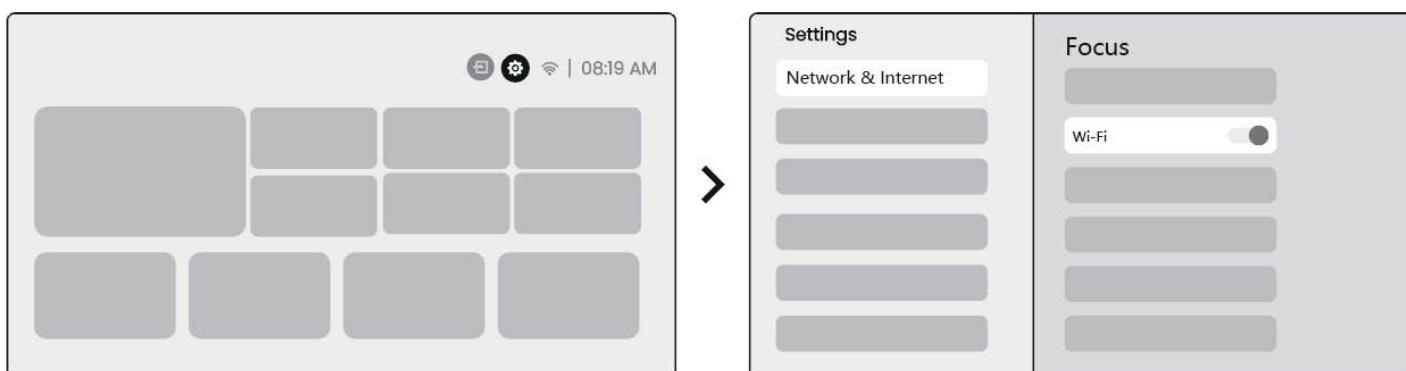 08:19 AM
Settings
Network & Internet
Focus
Wi-Fi